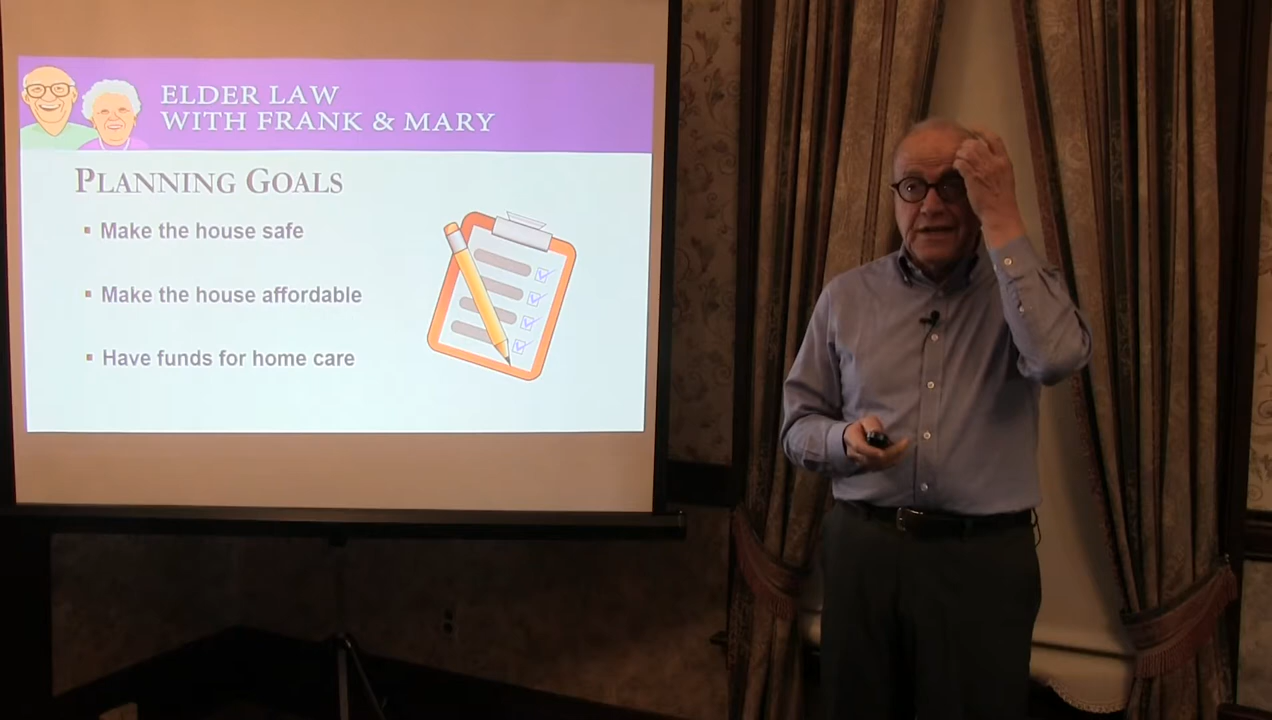 ELDER LAW
WITH FRANK & MARY
PLANNING GOALS
Make the house safe
Make the house affordable
Have funds for home care